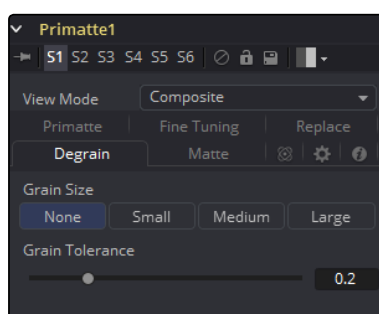 Primatte1
S1 S2 S3 S4 S5 S6
View Mode Composite
Primatte Fine Tuning Replace
Degrain Matte
Grain Size
None Small Medium Large
Grain Tolerance
0.2